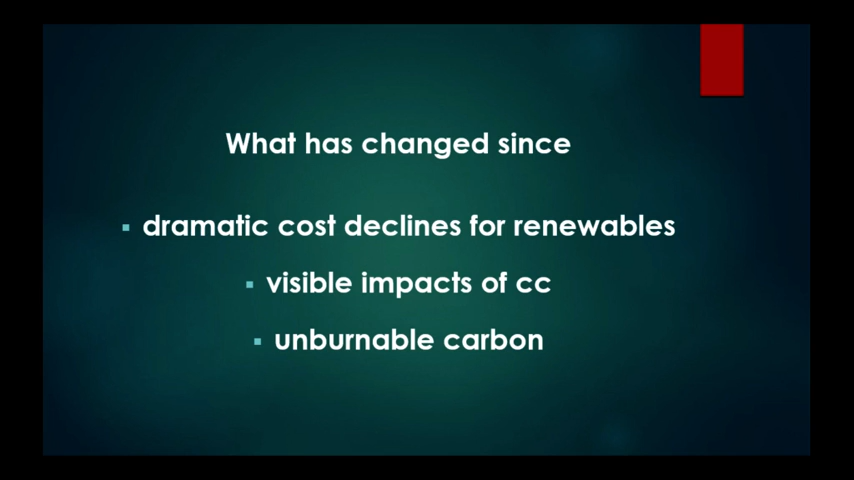 What has changed since
▪ dramatic cost declines for renewables
▪ visible impacts of cc
▪ unburnable carbon